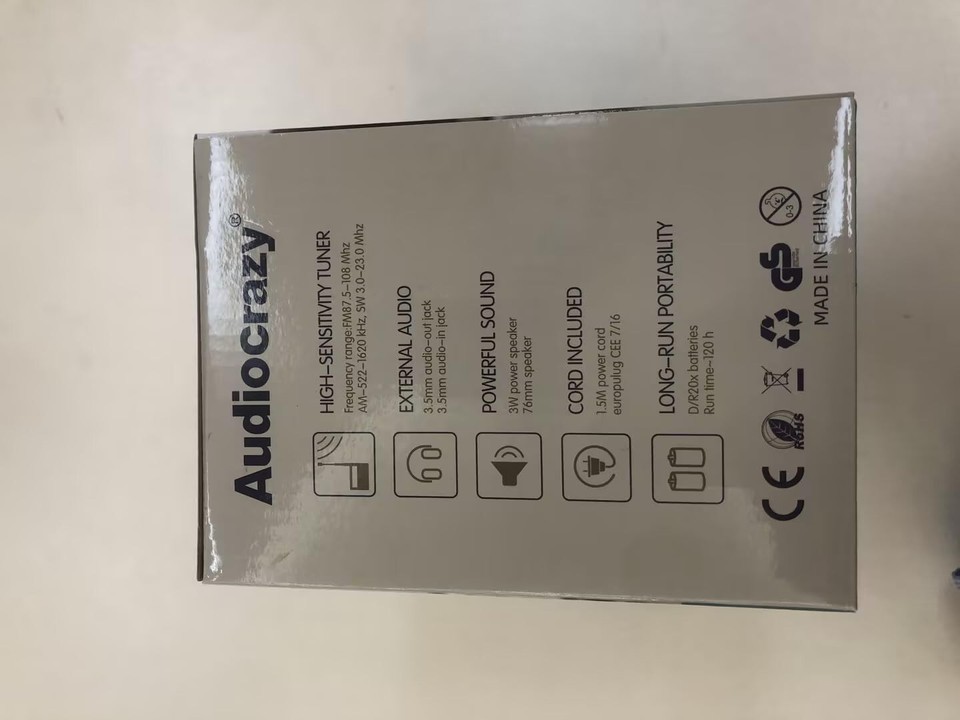 Audiocrazy®
HIGH-SENSITIVITY TUNER
Frequency range:FM87.5-108 Mhz
AM-522-1620 kHz, SW 3.0-23.0 Mhz
EXTERNAL AUDIO
3.5mm audio-out jack
3.5mm audio-in jack
POWERFUL SOUND
3W power speaker
76mm speaker
CORD INCLUDED
1.5M power cord
europulug CEE 7/16
LONG-RUN PORTABILITY
D/R20x batteries
Run time-120 h
CE RoHS GS 0-3
MADE IN CHINA